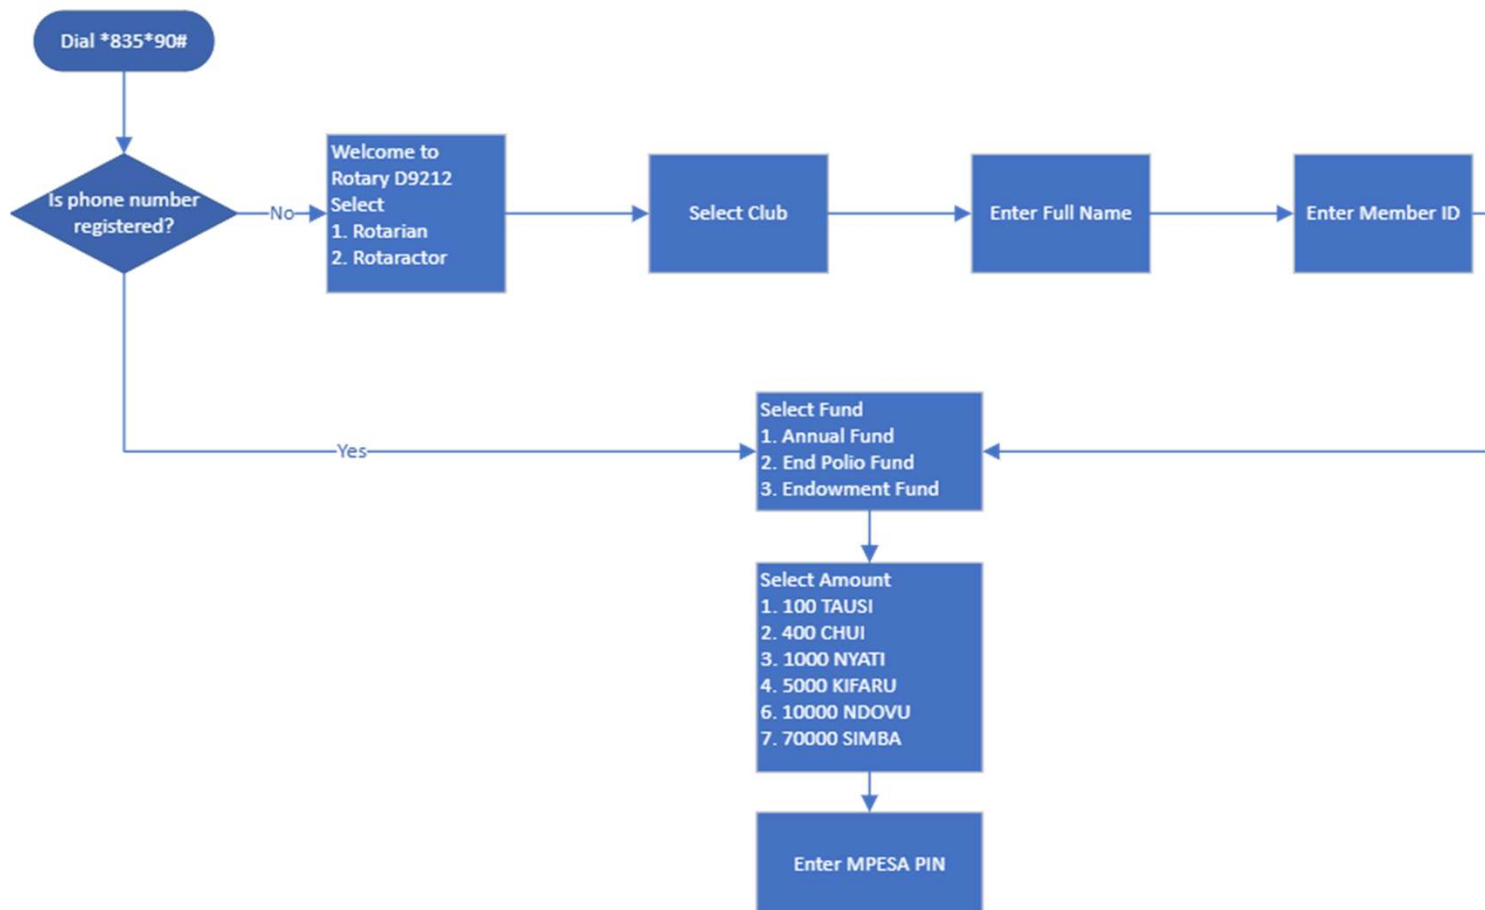 Dial *835*90#
Is phone number
registered?
No
Welcome to
Rotary D9212
Select
1. Rotarian
2. Rotaractor
Select Club
Enter Full Name
Enter Member ID
Yes
Select Fund
1. Annual Fund
2. End Polio Fund
3. Endowment Fund
Select Amount
1. 100 TAUSI
2. 400 CHUI
3. 1000 NYATI
4. 5000 KIFARU
6. 10000 NDOVU
7. 70000 SIMBA
Enter MPESA PIN